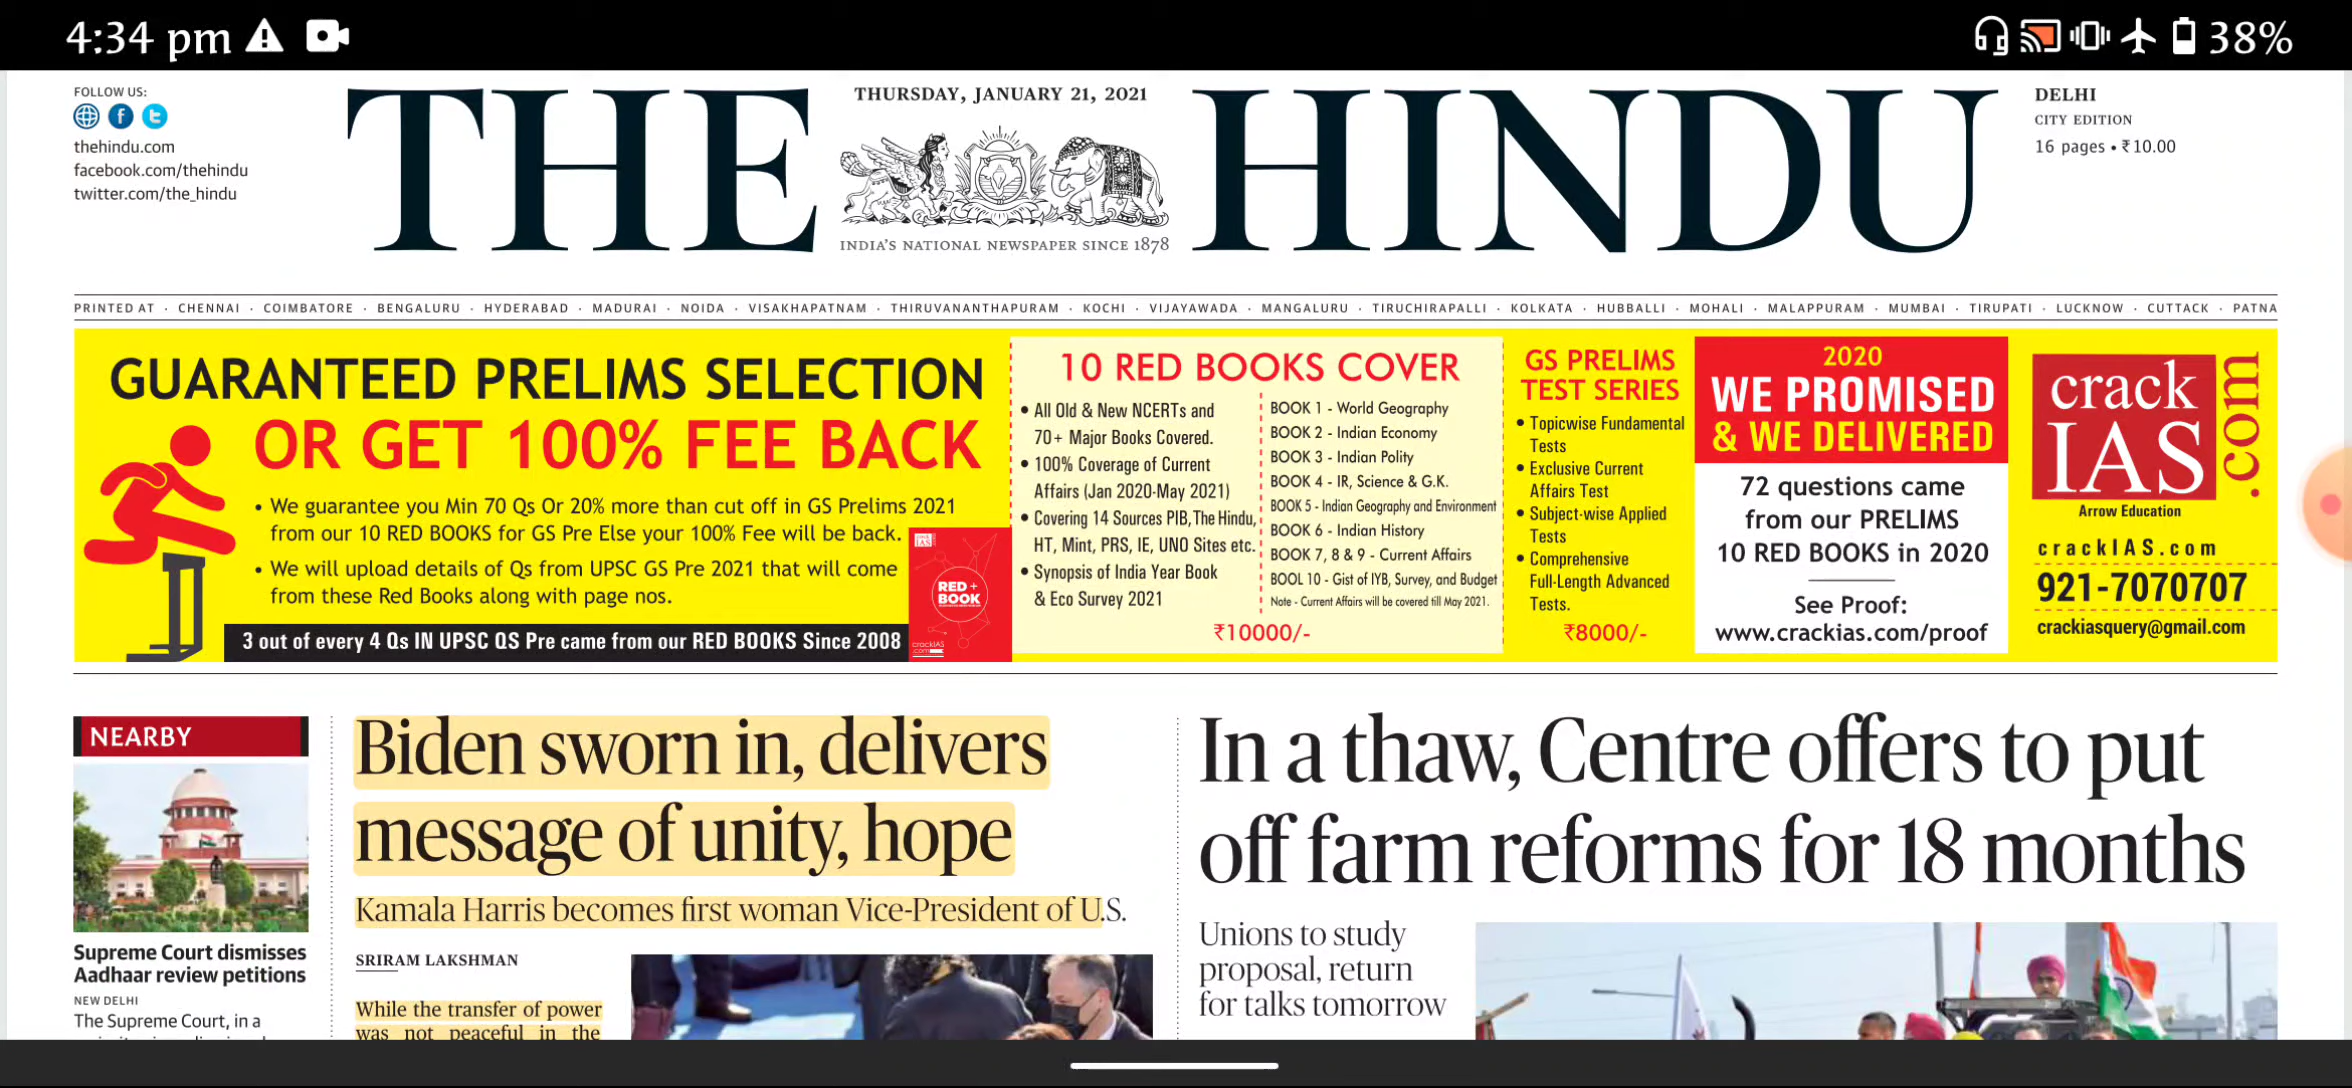 4:34 pm
38%
FOLLOW US:
thehindu.com
facebook.com/thehindu
twitter.com/the_hindu
THE HINDU
THURSDAY, JANUARY 21, 2021
INDIA'S NATIONAL NEWSPAPER SINCE 1878
DELHI
CITY EDITION
16 pages • ₹10.00
PRINTED AT · CHENNAI · COIMBATORE · BENGALURU · HYDERABAD · MADURAI · NOIDA · VISAKHAPATNAM · THIRUVANANTHAPURAM · KOCHI · VIJAYAWADA · MANGALURU · TIRUCHIRAPALLI · KOLKATA · HUBBALLI · MOHALI · MALAPPURAM · MUMBAI · TIRUPATI · LUCKNOW · CUTTACK · PATNA
GUARANTEED PRELIMS SELECTION
OR GET 100% FEE BACK
• We guarantee you Min 70 Qs Or 20% more than cut off in GS Prelims 2021
from our 10 RED BOOKS for GS Pre Else your 100% Fee will be back.
• We will upload details of Qs from UPSC GS Pre 2021 that will come
from these Red Books along with page nos.
3 out of every 4 Qs IN UPSC QS Pre came from our RED BOOKS Since 2008
RED +
BOOK
crackIAS
.com
10 RED BOOKS COVER
• All Old & New NCERTs and
70+ Major Books Covered.
• 100% Coverage of Current
Affairs (Jan 2020-May 2021)
• Covering 14 Sources PIB, The Hindu,
HT, Mint, PRS, IE, UNO Sites etc.
• Synopsis of India Year Book
& Eco Survey 2021
BOOK 1 - World Geography
BOOK 2 - Indian Economy
BOOK 3 - Indian Polity
BOOK 4 - IR, Science & G.K.
BOOK 5 - Indian Geography and Environment
BOOK 6 - Indian History
BOOK 7, 8 & 9 - Current Affairs
BOOL 10 - Gist of IYB, Survey, and Budget
Note - Current Affairs will be covered till May 2021.
₹10000/-
GS PRELIMS
TEST SERIES
• Topicwise Fundamental
Tests
• Exclusive Current
Affairs Test
• Subject-wise Applied
Tests
• Comprehensive
Full-Length Advanced
Tests.
₹8000/-
2020
WE PROMISED
& WE DELIVERED
72 questions came
from our PRELIMS
10 RED BOOKS in 2020
See Proof:
www.crackias.com/proof
crack
IAS
.com
Arrow Education
crackIAS.com
921-7070707
crackiasquery@gmail.com
NEARBY
Supreme Court dismisses
Aadhaar review petitions
NEW DELHI
The Supreme Court, in a
Biden sworn in, delivers
message of unity, hope
Kamala Harris becomes first woman Vice-President of U.S.
SRIRAM LAKSHMAN
While the transfer of power
was not peaceful in the
In a thaw, Centre offers to put
off farm reforms for 18 months
Unions to study
proposal, return
for talks tomorrow